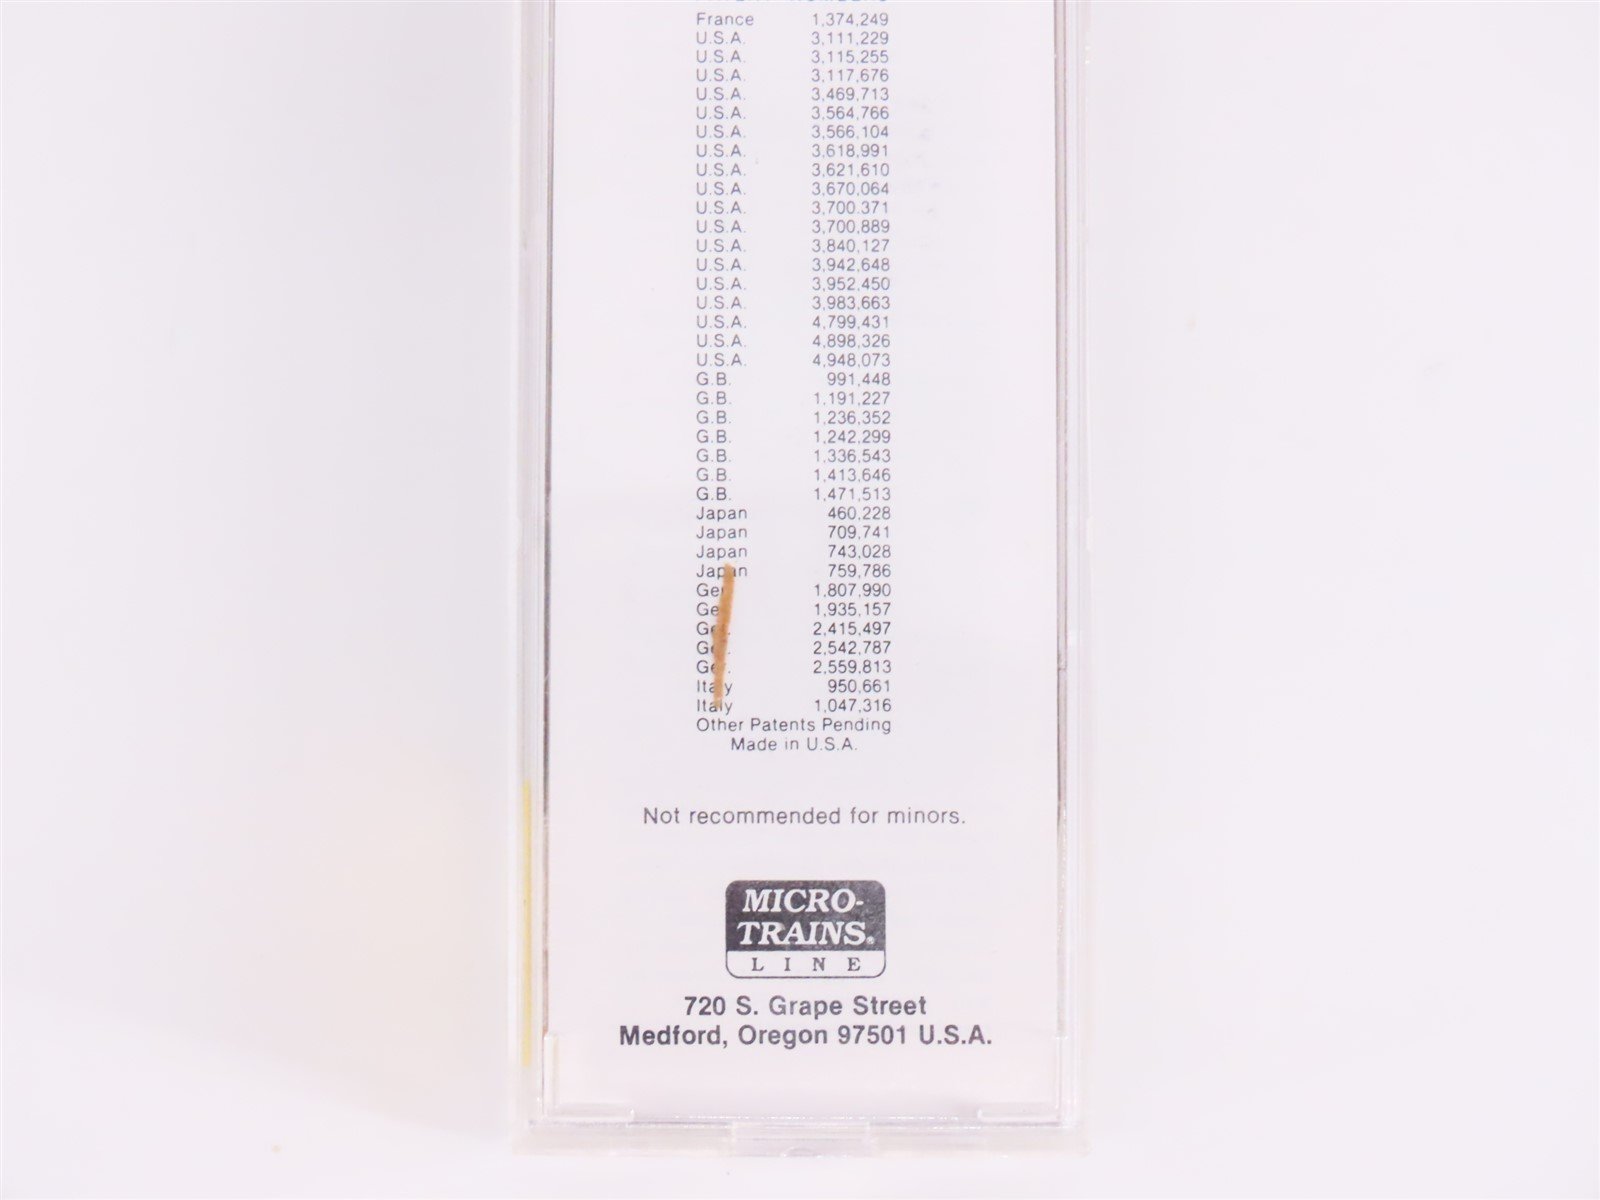 France 1,374,249
U.S.A. 3,111,229
U.S.A. 3,115,255
U.S.A. 3,117,676
U.S.A. 3,469,713
U.S.A. 3,564,766
U.S.A. 3,566,104
U.S.A. 3,618,991
U.S.A. 3,621,610
U.S.A. 3,670,064
U.S.A. 3,700.371
U.S.A. 3,700,889
U.S.A. 3,840,127
U.S.A. 3,942,648
U.S.A. 3,952,450
U.S.A. 3,983,663
U.S.A. 4,799,431
U.S.A. 4,898,326
U.S.A. 4,948,073
G.B. 991,448
G.B. 1,191,227
G.B. 1,236,352
G.B. 1,242,299
G.B. 1,336,543
G.B. 1,413,646
G.B. 1,471,513
Japan 460,228
Japan 709,741
Japan 743,028
Japan 759,786
1,807,990
1,935,157
2,415,497
2,542,787
2,559,813
Italy 950,661
Italy 1,047,316
Other Patents Pending
Made in U.S.A.
Not recommended for minors.
MICRO-
TRAINS®
LINE
720 S. Grape Street
Medford, Oregon 97501 U.S.A.